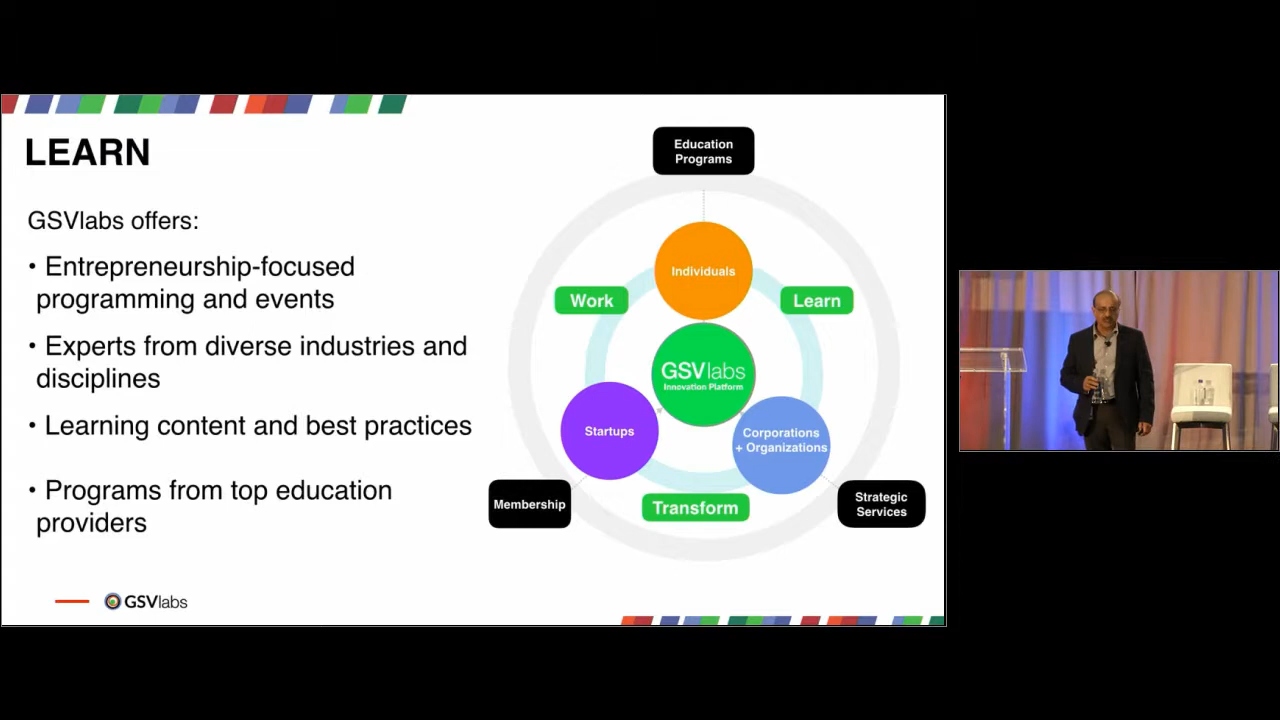 LEARN
GSVlabs offers:
• Entrepreneurship-focused
programming and events
• Experts from diverse industries and
disciplines
• Learning content and best practices
• Programs from top education
providers
GSVlabs
Education
Programs
Individuals
Work
Learn
GSVlabs
Innovation Platform
Startups
Corporations
+ Organizations
Membership
Transform
Strategic
Services